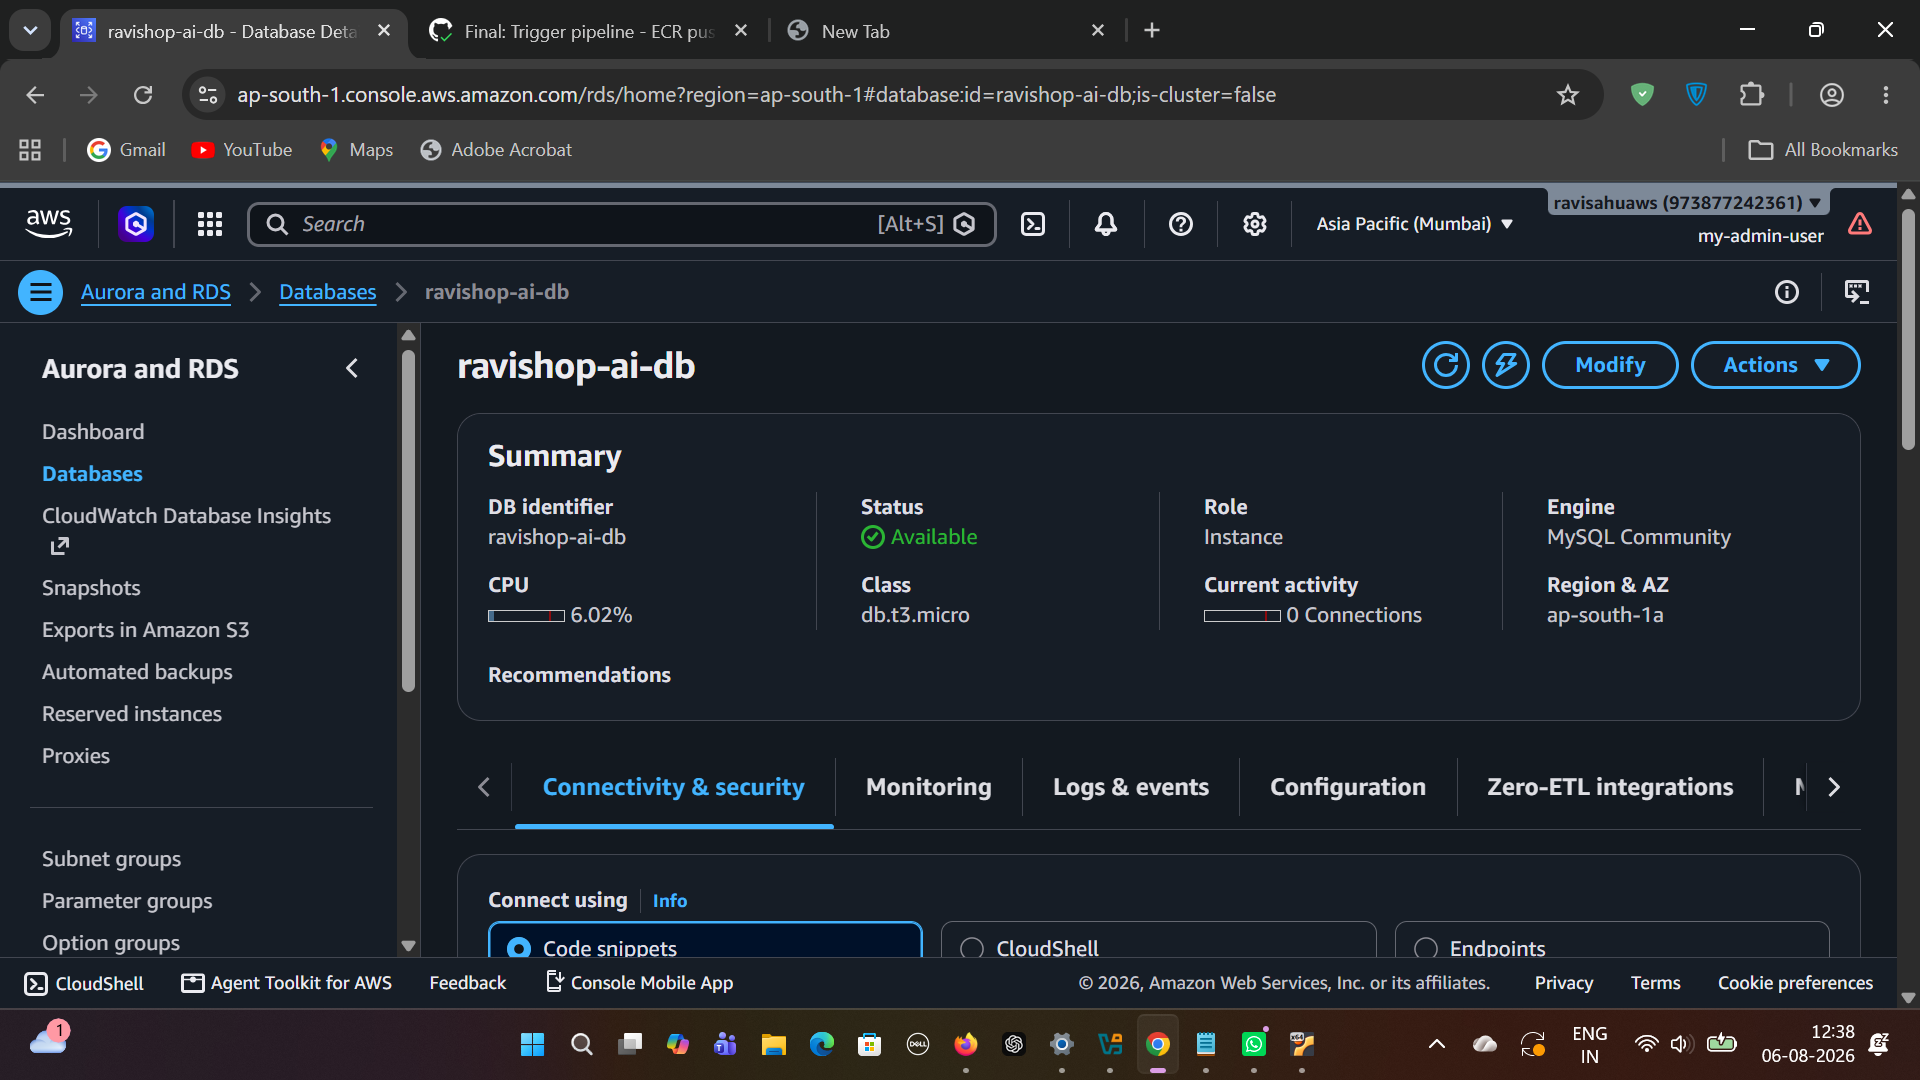 ravishop-ai-db - Database Deta
Final: Trigger pipeline - ECR pus
New Tab
ap-south-1.console.aws.amazon.com/rds/home?region=ap-south-1#database:id=ravishop-ai-db;is-cluster=false
Gmail
YouTube
Maps
Adobe Acrobat
All Bookmarks
aws
Search
[Alt+S]
Asia Pacific (Mumbai)
ravisahuaws (973877242361)
my-admin-user
Aurora and RDS
Databases
ravishop-ai-db
Aurora and RDS
Dashboard
Databases
CloudWatch Database Insights
Snapshots
Exports in Amazon S3
Automated backups
Reserved instances
Proxies
Subnet groups
Parameter groups
Option groups
ravishop-ai-db
Modify
Actions
Summary
DB identifier
ravishop-ai-db
Status
Available
Role
Instance
Engine
MySQL Community
CPU
6.02%
Class
db.t3.micro
Current activity
0 Connections
Region & AZ
ap-south-1a
Recommendations
Connectivity & security
Monitoring
Logs & events
Configuration
Zero-ETL integrations
Connect using
Info
Code snippets
CloudShell
Endpoints
CloudShell
Agent Toolkit for AWS
Feedback
Console Mobile App
© 2026, Amazon Web Services, Inc. or its affiliates.
Privacy
Terms
Cookie preferences
1
DELL
ENG
IN
12:38
06-08-2026